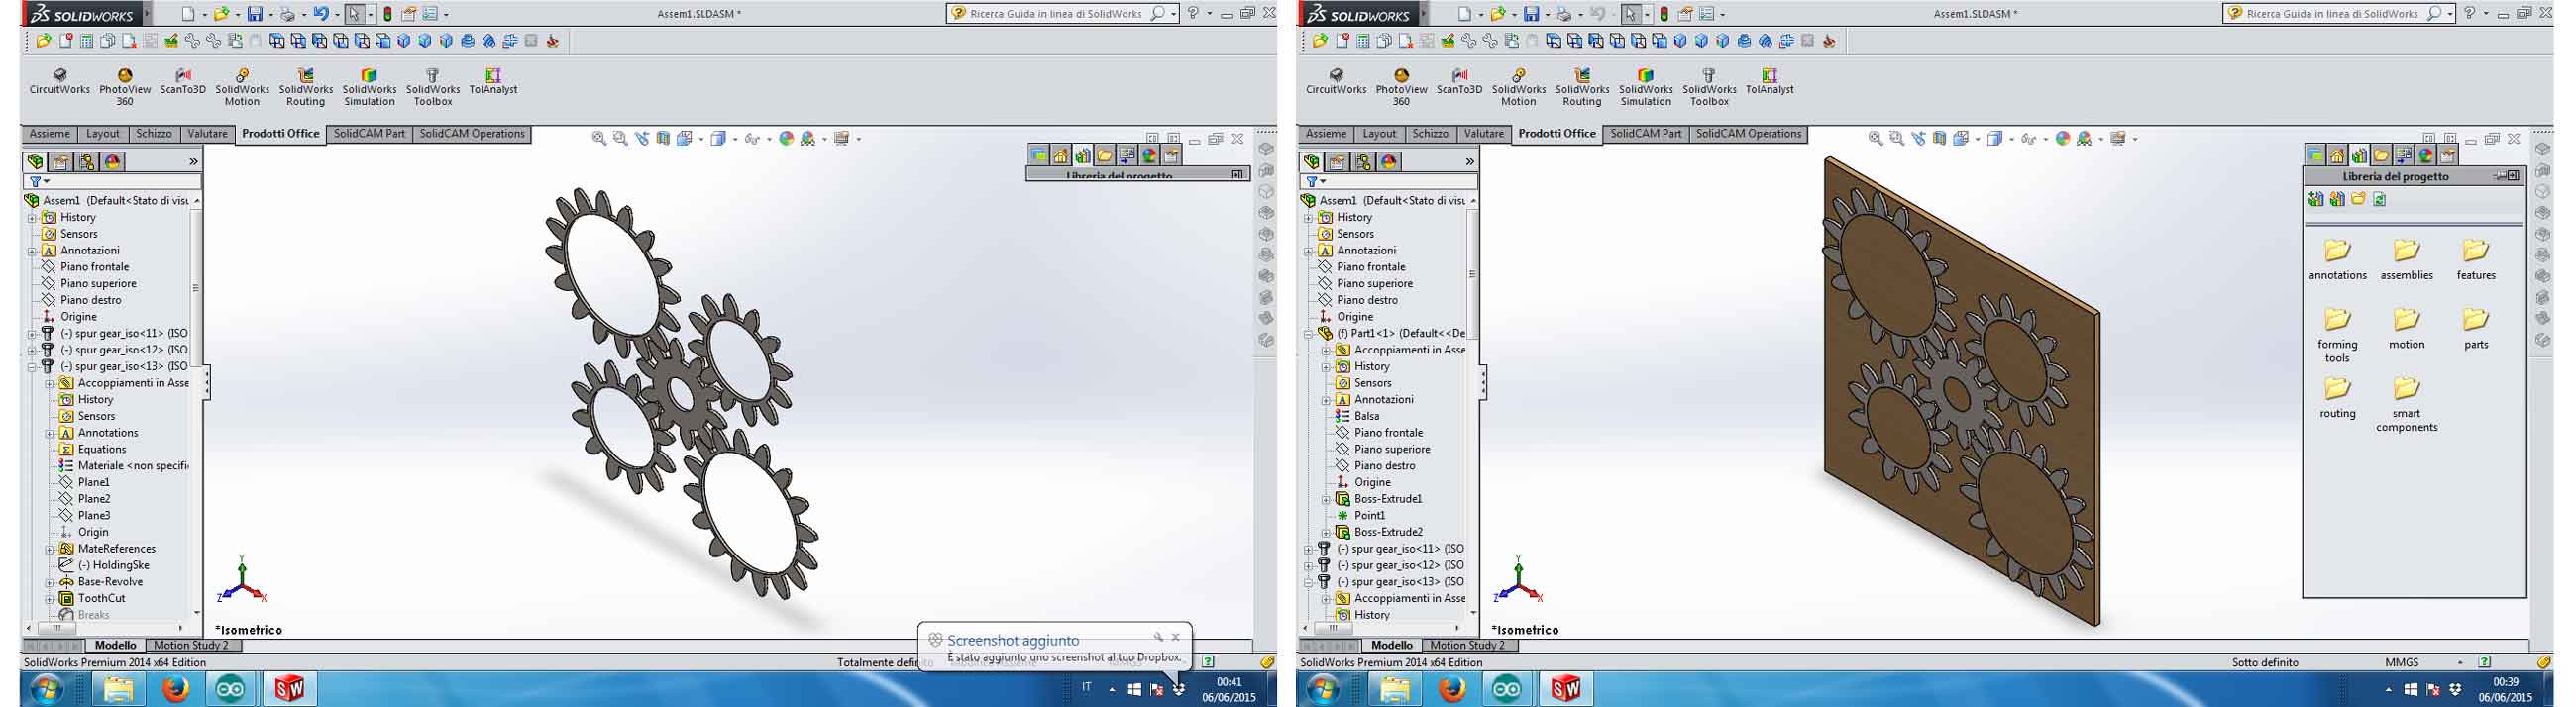 SOLIDWORKS
Assem1.SLDASM *
Ricerca Guida in linea di SolidWorks
CircuitWorks
PhotoView 360
ScanTo3D
SolidWorks Motion
SolidWorks Routing
SolidWorks Simulation
SolidWorks Toolbox
TolAnalyst
Assieme
Layout
Schizzo
Valutare
Prodotti Office
SolidCAM Part
SolidCAM Operations
Libreria del progetto
Assem1 (Default<Stato di visu
History
Sensors
Annotazioni
Piano frontale
Piano superiore
Piano destro
Origine
(-) spur gear_iso<11> (ISO
(-) spur gear_iso<12> (ISO
(-) spur gear_iso<13> (ISO
Accoppiamenti in Asse
History
Sensors
Annotations
Equations
Materiale <non specifi
Plane1
Plane2
Plane3
Origin
MateReferences
(-) HoldingSke
Base-Revolve
ToothCut
Breaks
Y
Z
X
*Isometrico
Screenshot aggiunto
È stato aggiunto uno screenshot al tuo Dropbox.
Modello
Motion Study 2
SolidWorks Premium 2014 x64 Edition
Totalmente defin
IT
00:41
06/06/2015
SOLIDWORKS
Assem1.SLDASM *
Ricerca Guida in linea di SolidWorks
CircuitWorks
PhotoView 360
ScanTo3D
SolidWorks Motion
SolidWorks Routing
SolidWorks Simulation
SolidWorks Toolbox
TolAnalyst
Assieme
Layout
Schizzo
Valutare
Prodotti Office
SolidCAM Part
SolidCAM Operations
Assem1 (Default<Stato di visu
History
Sensors
Annotazioni
Piano frontale
Piano superiore
Piano destro
Origine
(f) Part1<1> (Default<<De
Accoppiamenti in Asse
History
Sensors
Annotazioni
Balsa
Piano frontale
Piano superiore
Piano destro
Origine
Boss-Extrude1
Point1
Boss-Extrude2
(-) spur gear_iso<11> (ISO
(-) spur gear_iso<12> (ISO
(-) spur gear_iso<13> (ISO
Accoppiamenti in Asse
History
Y
Z
X
*Isometrico
Libreria del progetto
annotations
assemblies
features
forming tools
motion
parts
routing
smart components
Modello
Motion Study 2
SolidWorks Premium 2014 x64 Edition
Sotto definito
MMGS
00:39
06/06/2015